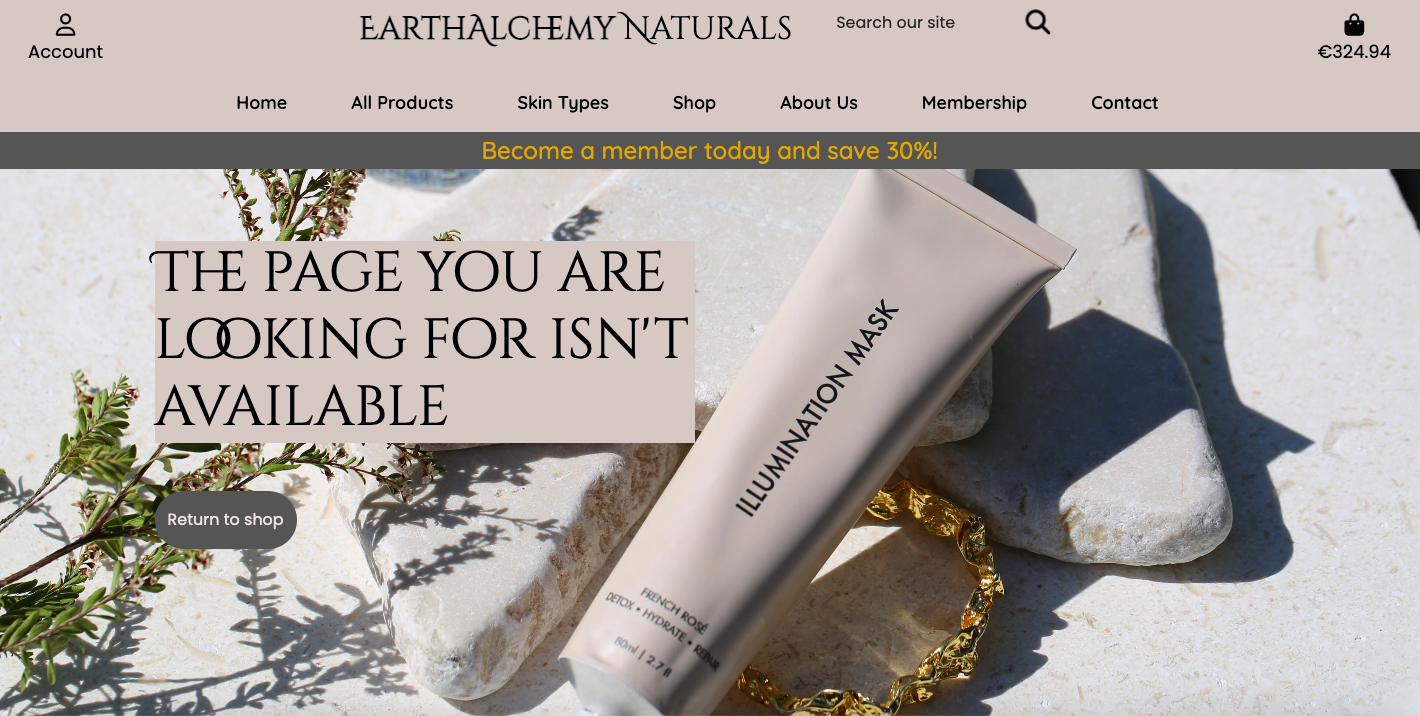 EARTHALCHEMY NATURALS
Search our site
Account
€324.94
Home All Products Skin Types Shop About Us Membership Contact
Become a member today and save 30%!
THE PAGE YOU ARE
LOOKING FOR ISN'T
AVAILABLE
Return to shop
ILLUMINATION MASK
FRENCH ROSÉ
DETOX • HYDRATE • REPAIR
80ml | 2.7 fl